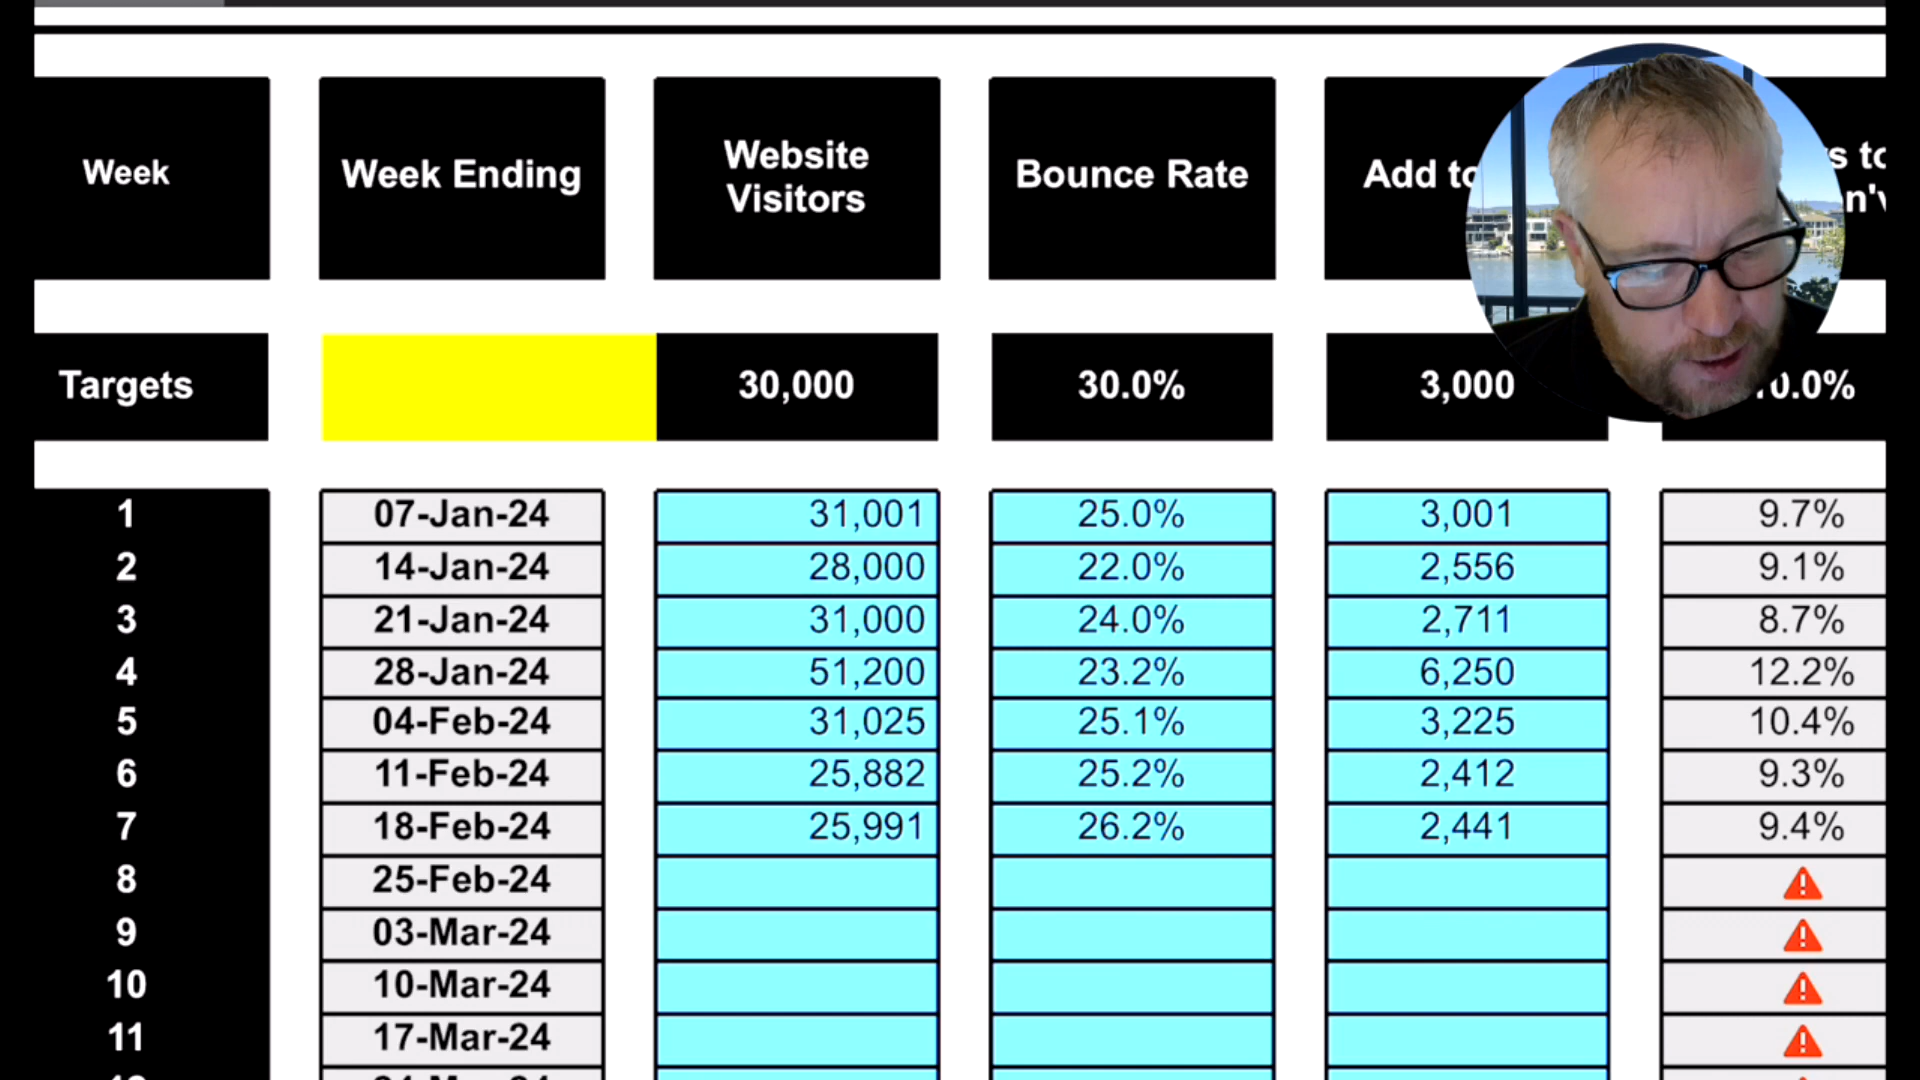 Week Week Ending Website Visitors Bounce Rate Add
Targets 30,000 30.0% 3,000
1 07-Jan-24 31,001 25.0% 3,001 9.7%
2 14-Jan-24 28,000 22.0% 2,556 9.1%
3 21-Jan-24 31,000 24.0% 2,711 8.7%
4 28-Jan-24 51,200 23.2% 6,250 12.2%
5 04-Feb-24 31,025 25.1% 3,225 10.4%
6 11-Feb-24 25,882 25.2% 2,412 9.3%
7 18-Feb-24 25,991 26.2% 2,441 9.4%
8 25-Feb-24
9 03-Mar-24
10 10-Mar-24
11 17-Mar-24